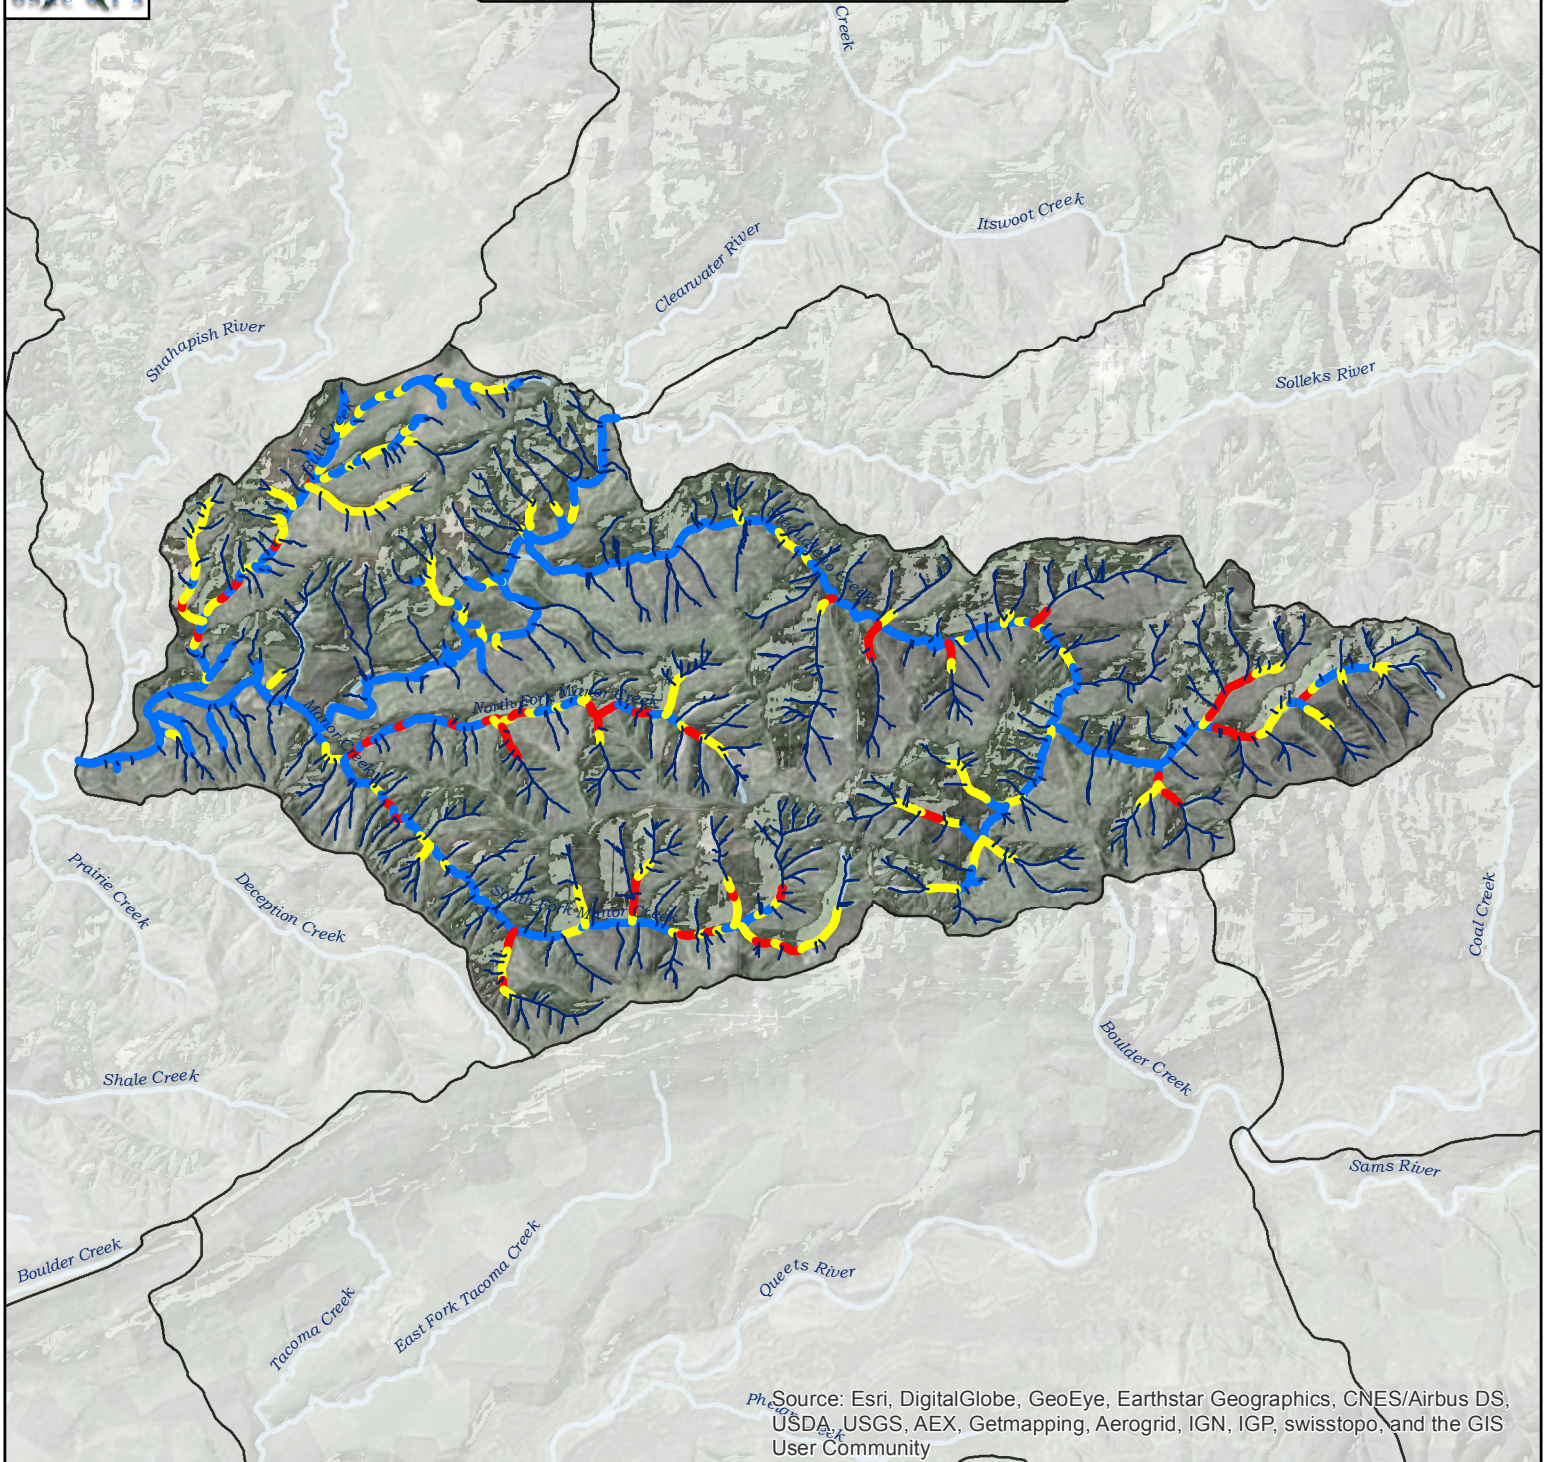 Creek
Itswoot Creek
Clearwater River
Snahapish River
Solleks River
Bull Creek
North Fork Manor Creek
Manor Creek
South Fork Manor Creek
Prairie Creek
Deception Creek
Coal Creek
Boulder Creek
Shale Creek
Sams River
Boulder Creek
Tacoma Creek
East Fork Tacoma Creek
Queets River
Source: Esri, DigitalGlobe, GeoEye, Earthstar Geographics, CNES/Airbus DS,
USDA, USGS, AEX, Getmapping, Aerogrid, IGN, IGP, swisstopo, and the GIS
User Community